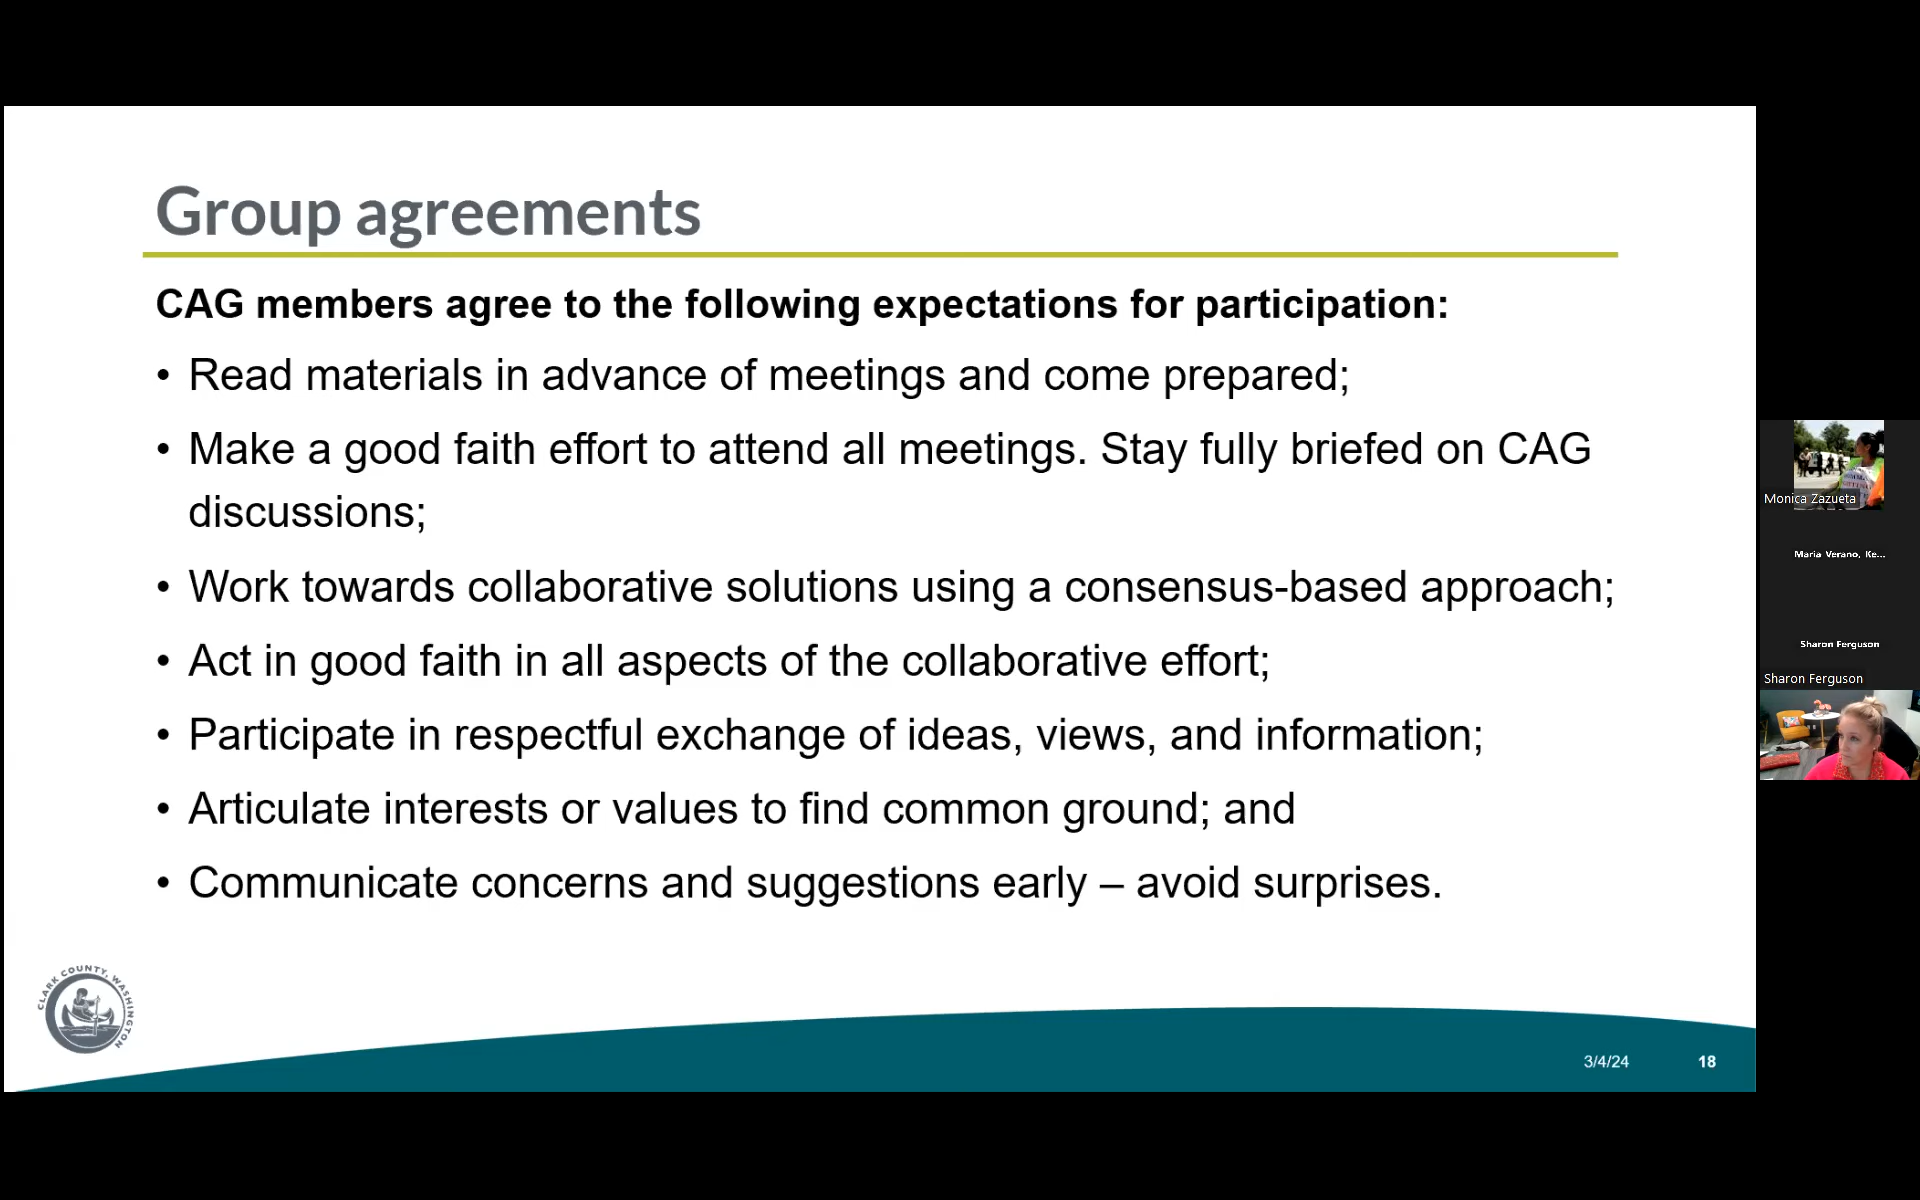 Group agreements
CAG members agree to the following expectations for participation:
• Read materials in advance of meetings and come prepared;
• Make a good faith effort to attend all meetings. Stay fully briefed on CAG
discussions;
• Work towards collaborative solutions using a consensus-based approach;
• Act in good faith in all aspects of the collaborative effort;
• Participate in respectful exchange of ideas, views, and information;
• Articulate interests or values to find common ground; and
• Communicate concerns and suggestions early – avoid surprises.
CLARK COUNTY, WASHINGTON
3/4/24
18
Monica Zazueta
Maria Verano, Ke...
Sharon Ferguson
Sharon Ferguson